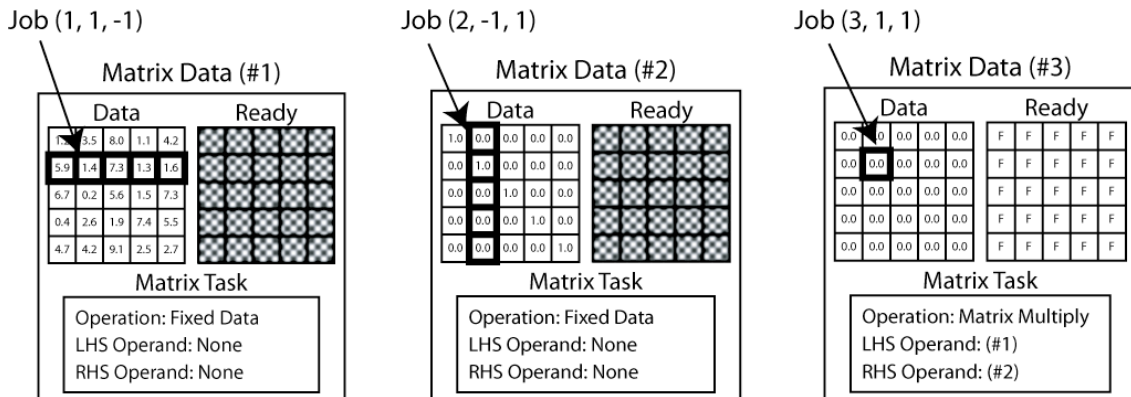 Job (1, 1, -1)
Job (2, -1, 1)
Job (3, 1, 1)
Matrix Data (#1)
Data Ready
3.5 8.0 1.1 4.2
5.9 1.4 7.3 1.3 1.6
6.7 0.2 5.6 1.5 7.3
0.4 2.6 1.9 7.4 5.5
4.7 4.2 9.1 2.5 2.7
Matrix Task
Operation: Fixed Data
LHS Operand: None
RHS Operand: None
Matrix Data (#2)
Data Ready
1.0 0.0 0.0 0.0 0.0
0.0 1.0 0.0 0.0 0.0
0.0 0.0 1.0 0.0 0.0
0.0 0.0 0.0 1.0 0.0
0.0 0.0 0.0 0.0 1.0
Matrix Task
Operation: Fixed Data
LHS Operand: None
RHS Operand: None
Matrix Data (#3)
Data Ready
0.0 0.0 0.0 0.0 0.0 F F F F F
0.0 0.0 0.0 0.0 0.0 F F F F F
0.0 0.0 0.0 0.0 0.0 F F F F F
0.0 0.0 0.0 0.0 0.0 F F F F F
0.0 0.0 0.0 0.0 0.0 F F F F F
Matrix Task
Operation: Matrix Multiply
LHS Operand: (#1)
RHS Operand: (#2)